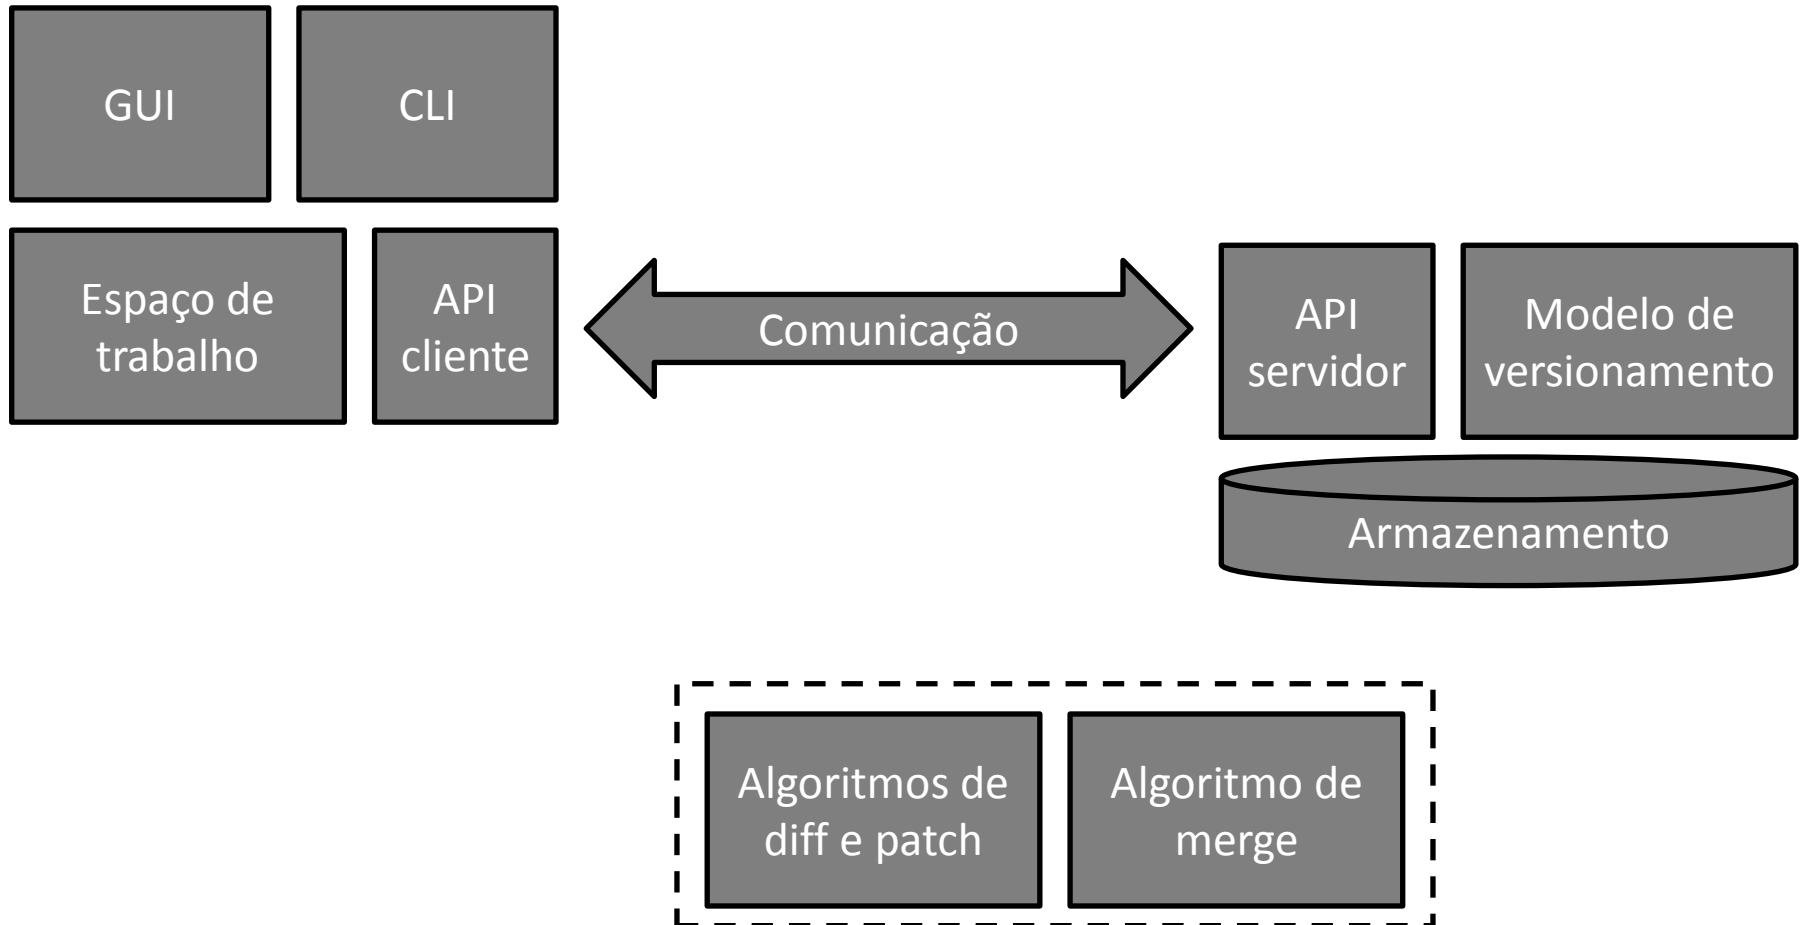 GUI
CLI
Espaço de
trabalho
API
cliente
Comunicação
API
servidor
Modelo de
versionamento
Armazenamento
Algoritmos de
diff e patch
Algoritmo de
merge